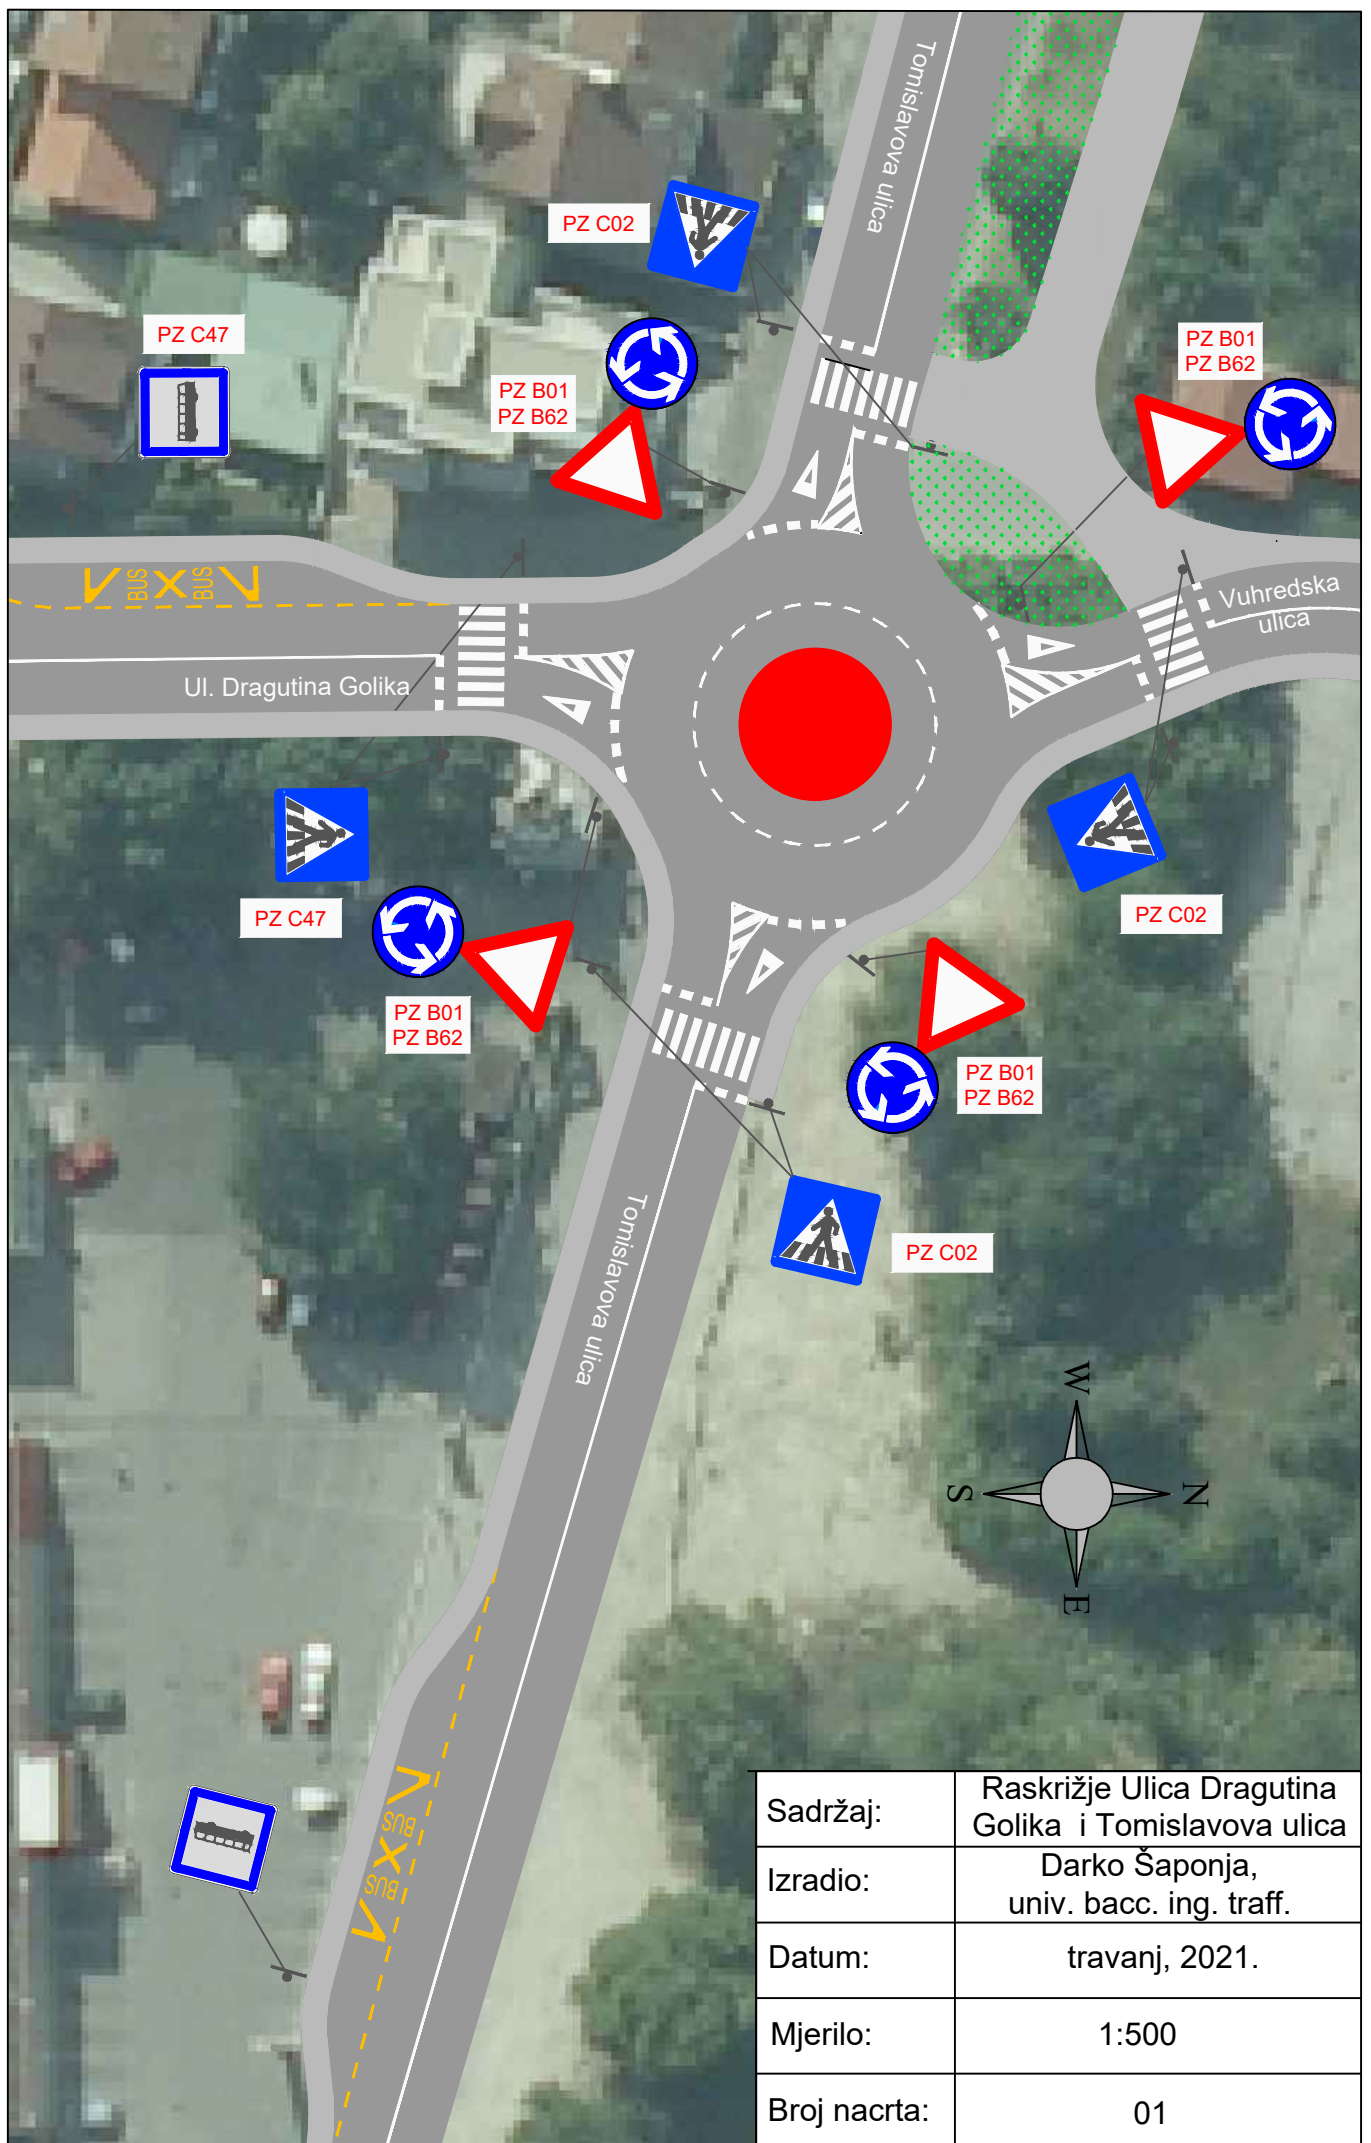 Tomislavova ulica
PZ C02
PZ C47
PZ B01
PZ B62
PZ B01
PZ B62
BUS
BUS
Vuhredska
ulica
Ul. Dragutina Golika
PZ C47
PZ C02
PZ B01
PZ B62
PZ B01
PZ B62
PZ C02
Tomislavova ulica
W
S
N
E
BUS
BUS
Sadržaj:
Raskrižje Ulica Dragutina
Golika i Tomislavova ulica
Izradio:
Darko Šaponja,
univ. bacc. ing. traff.
Datum:
travanj, 2021.
Mjerilo:
1:500
Broj nacrta:
01